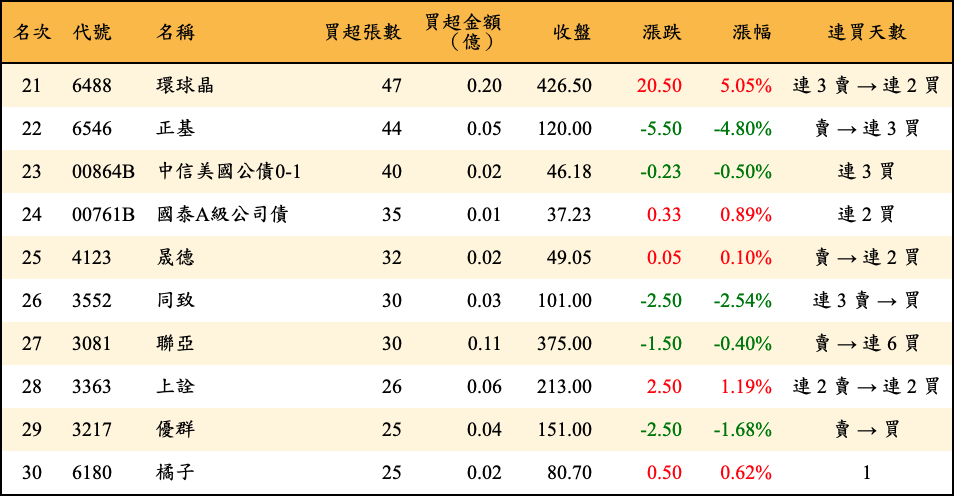 名次 代號 名稱 買超張數 買超金額（億） 收盤 漲跌 漲幅 連買天數
21 6488 環球晶 47 0.20 426.50 20.50 5.05% 連 3 賣 → 連 2 買
22 6546 正基 44 0.05 120.00 -5.50 -4.80% 賣 → 連 3 買
23 00864B 中信美國公債0-1 40 0.02 46.18 -0.23 -0.50% 連 3 買
24 00761B 國泰A級公司債 35 0.01 37.23 0.33 0.89% 連 2 買
25 4123 晟德 32 0.02 49.05 0.05 0.10% 賣 → 連 2 買
26 3552 同致 30 0.03 101.00 -2.50 -2.54% 連 3 賣 → 買
27 3081 聯亞 30 0.11 375.00 -1.50 -0.40% 賣 → 連 6 買
28 3363 上詮 26 0.06 213.00 2.50 1.19% 連 2 賣 → 連 2 買
29 3217 優群 25 0.04 151.00 -2.50 -1.68% 賣 → 買
30 6180 橘子 25 0.02 80.70 0.50 0.62% 1